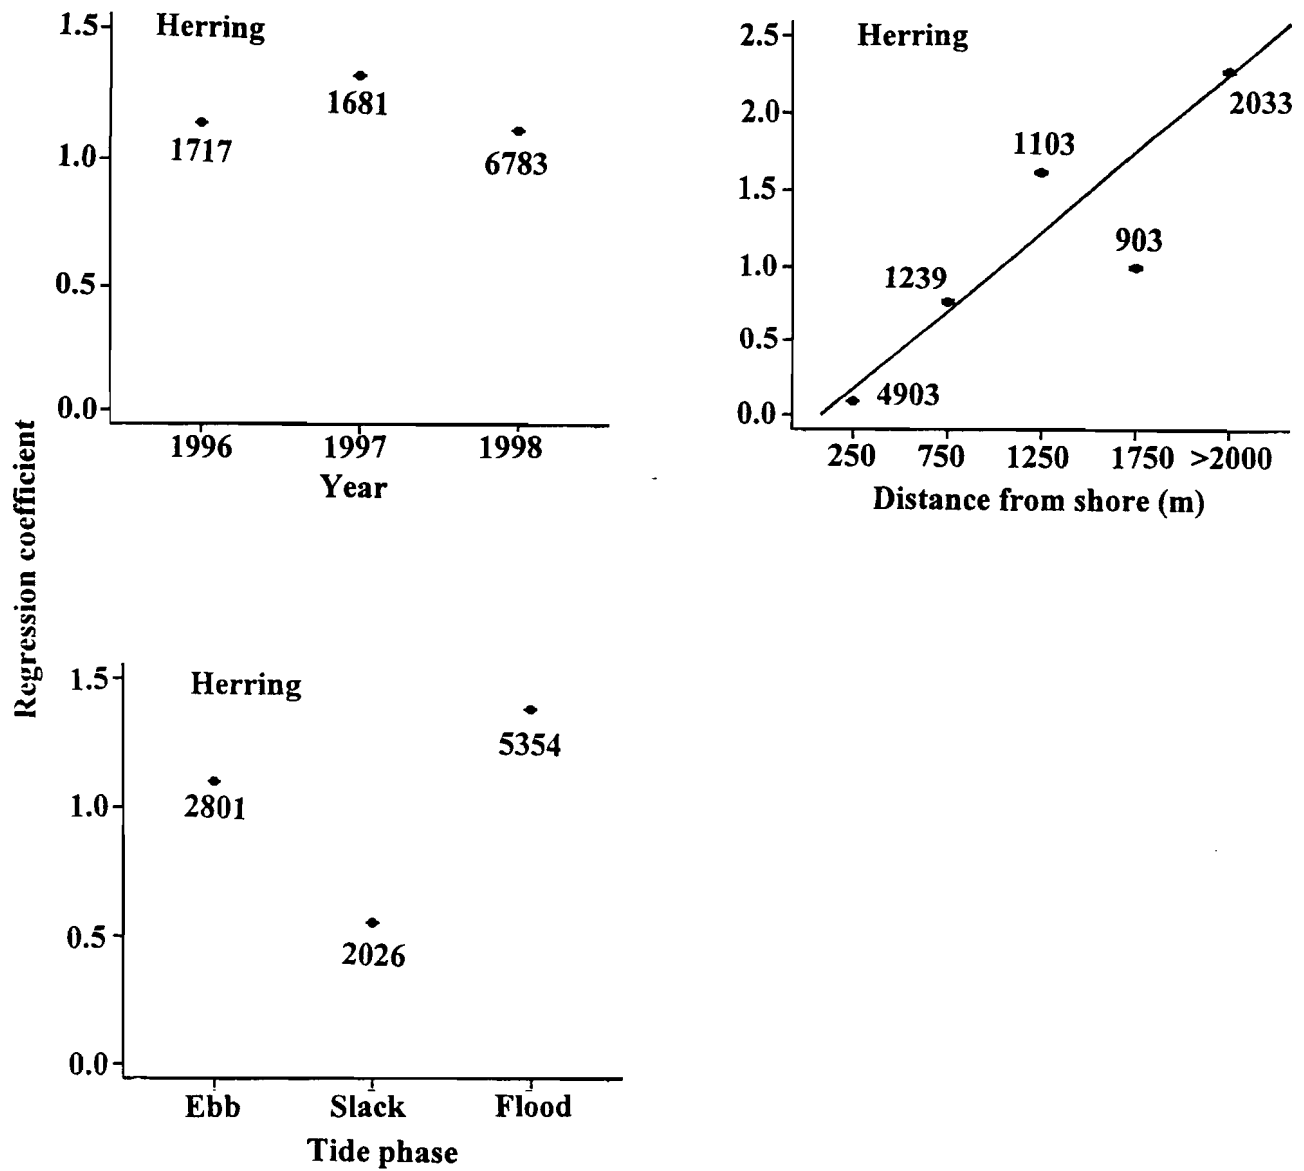 Herring
1.5
1.0
0.5
0.0
1717
1681
6783
1996 1997 1998
Year
Herring
2.5
2.0
1.5
1.0
0.5
0.0
4903
1239
1103
903
2033
250 750 1250 1750 >2000
Distance from shore (m)
Regression coefficient
Herring
1.5
1.0
0.5
0.0
2801
2026
5354
Ebb Slack Flood
Tide phase